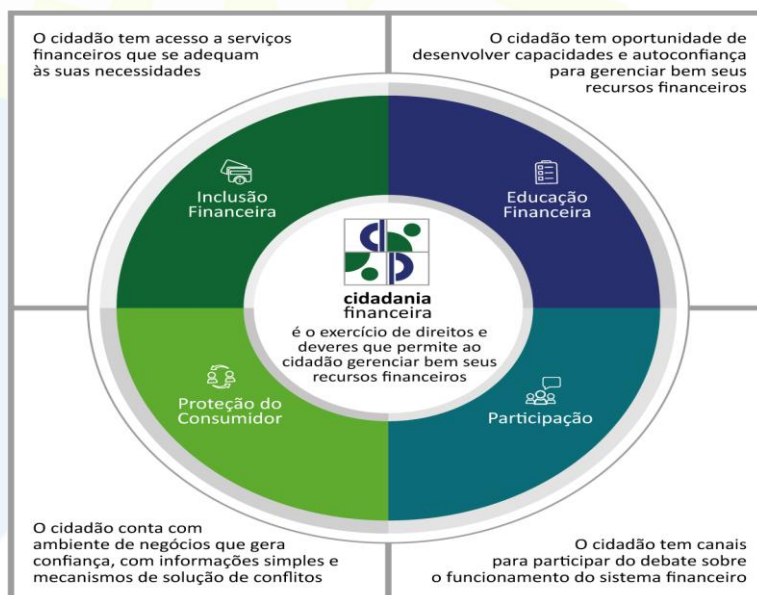 O cidadão tem acesso a serviços
financeiros que se adequam
às suas necessidades
O cidadão tem oportunidade de
desenvolver capacidades e autoconfiança
para gerenciar bem seus
recursos financeiros
Inclusão
Financeira
Educação
Financeira
cidadania
financeira
é o exercício de direitos e
deveres que permite ao
cidadão gerenciar bem seus
recursos financeiros
Proteção do
Consumidor
Participação
O cidadão conta com
ambiente de negócios que gera
confiança, com informações simples e
mecanismos de solução de conflitos
O cidadão tem canais
para participar do debate sobre
o funcionamento do sistema financeiro